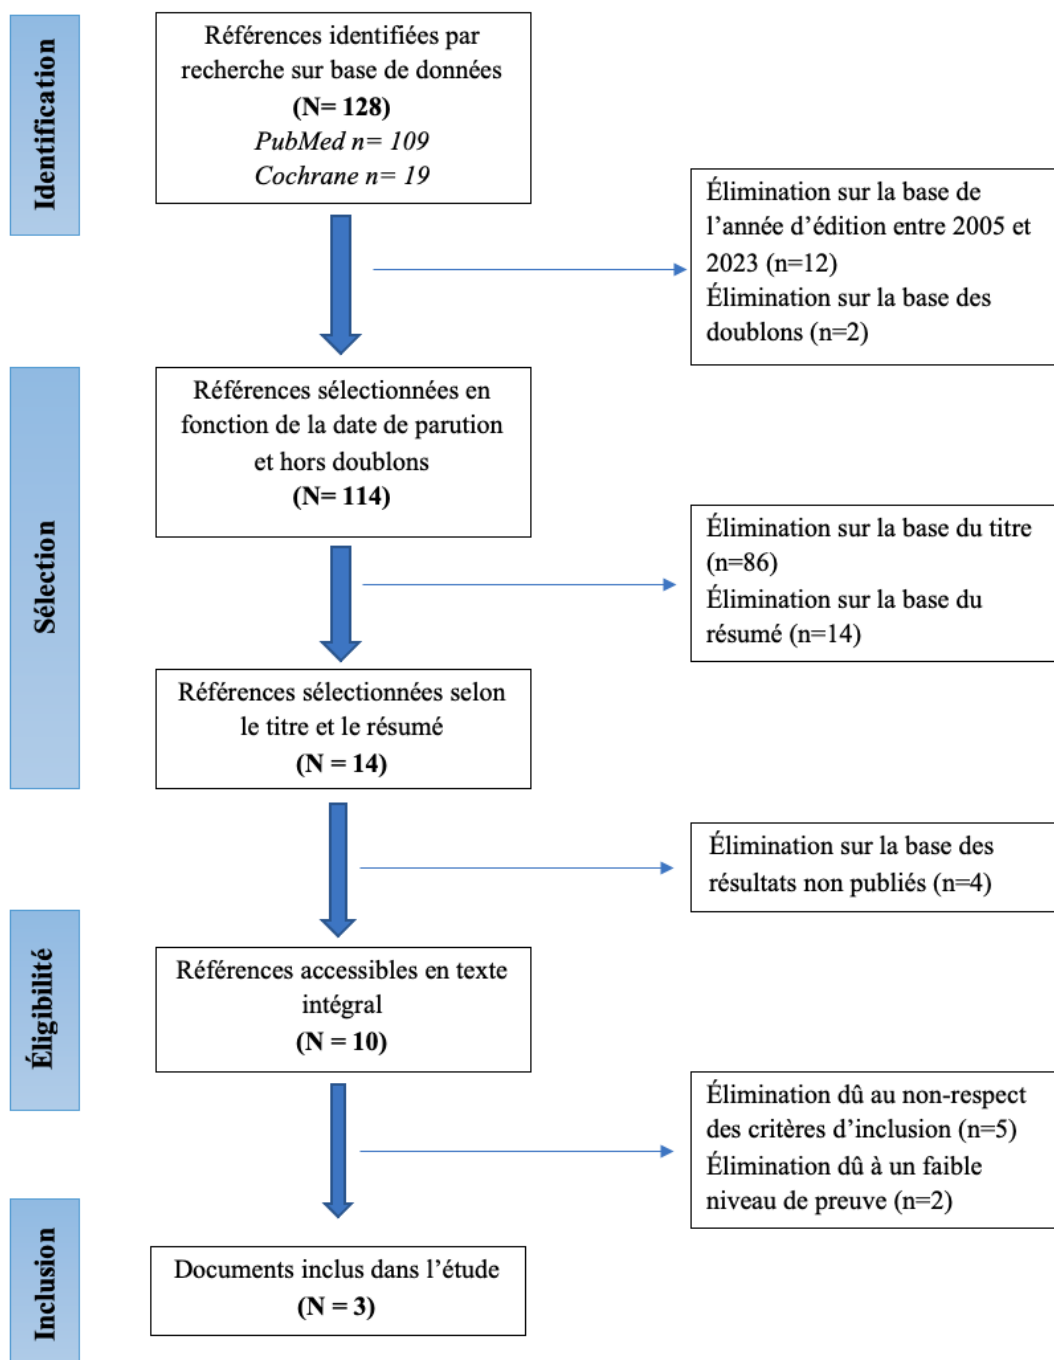 Identification
Références identifiées par
recherche sur base de données
(N= 128)
PubMed n= 109
Cochrane n= 19
Élimination sur la base de
l’année d’édition entre 2005 et
2023 (n=12)
Élimination sur la base des
doublons (n=2)
Sélection
Références sélectionnées en
fonction de la date de parution
et hors doublons
(N= 114)
Élimination sur la base du titre
(n=86)
Élimination sur la base du
résumé (n=14)
Références sélectionnées selon
le titre et le résumé
(N = 14)
Élimination sur la base des
résultats non publiés (n=4)
Éligibilité
Références accessibles en texte
intégral
(N = 10)
Élimination dû au non-respect
des critères d’inclusion (n=5)
Élimination dû à un faible
niveau de preuve (n=2)
Inclusion
Documents inclus dans l’étude
(N = 3)